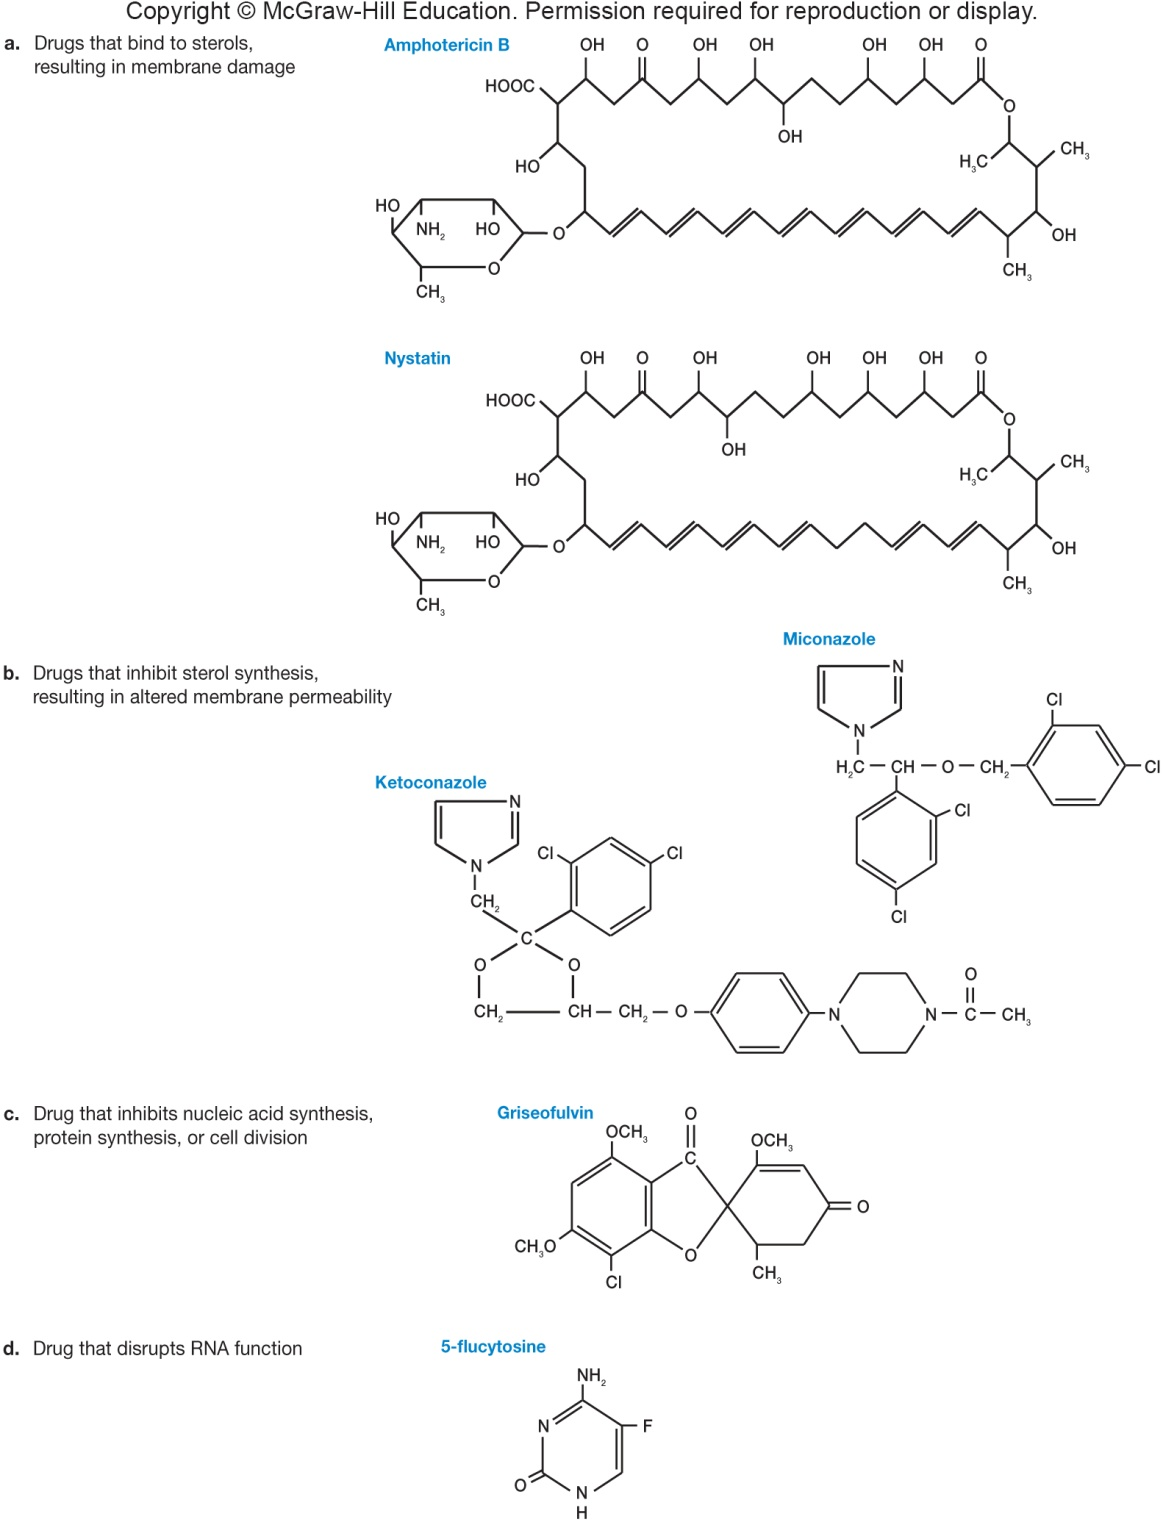 Copyright © McGraw-Hill Education. Permission required for reproduction or display.
a. Drugs that bind to sterols,
resulting in membrane damage
Amphotericin B
OH O OH OH OH OH O
HOOC
O
OH
HO
H₃C
CH₃
HO
NH₂ HO
O
OH
O
CH₃
CH₃
Nystatin
OH O OH OH OH OH O
HOOC
O
OH
HO
H₃C
CH₃
HO
NH₂ HO
O
OH
O
CH₃
CH₃
b. Drugs that inhibit sterol synthesis,
resulting in altered membrane permeability
Miconazole
N
N
Cl
H₂C CH O CH₂
Cl
Cl
Cl
Ketoconazole
N
N
Cl
Cl
CH₂
C
O O
CH₂ CH CH₂ O
N
N C CH₃
O
c. Drug that inhibits nucleic acid synthesis,
protein synthesis, or cell division
Griseofulvin
O
OCH₃
C
OCH₃
O
CH₃O
O
Cl
CH₃
d. Drug that disrupts RNA function
5-flucytosine
NH₂
N
F
O
N
H